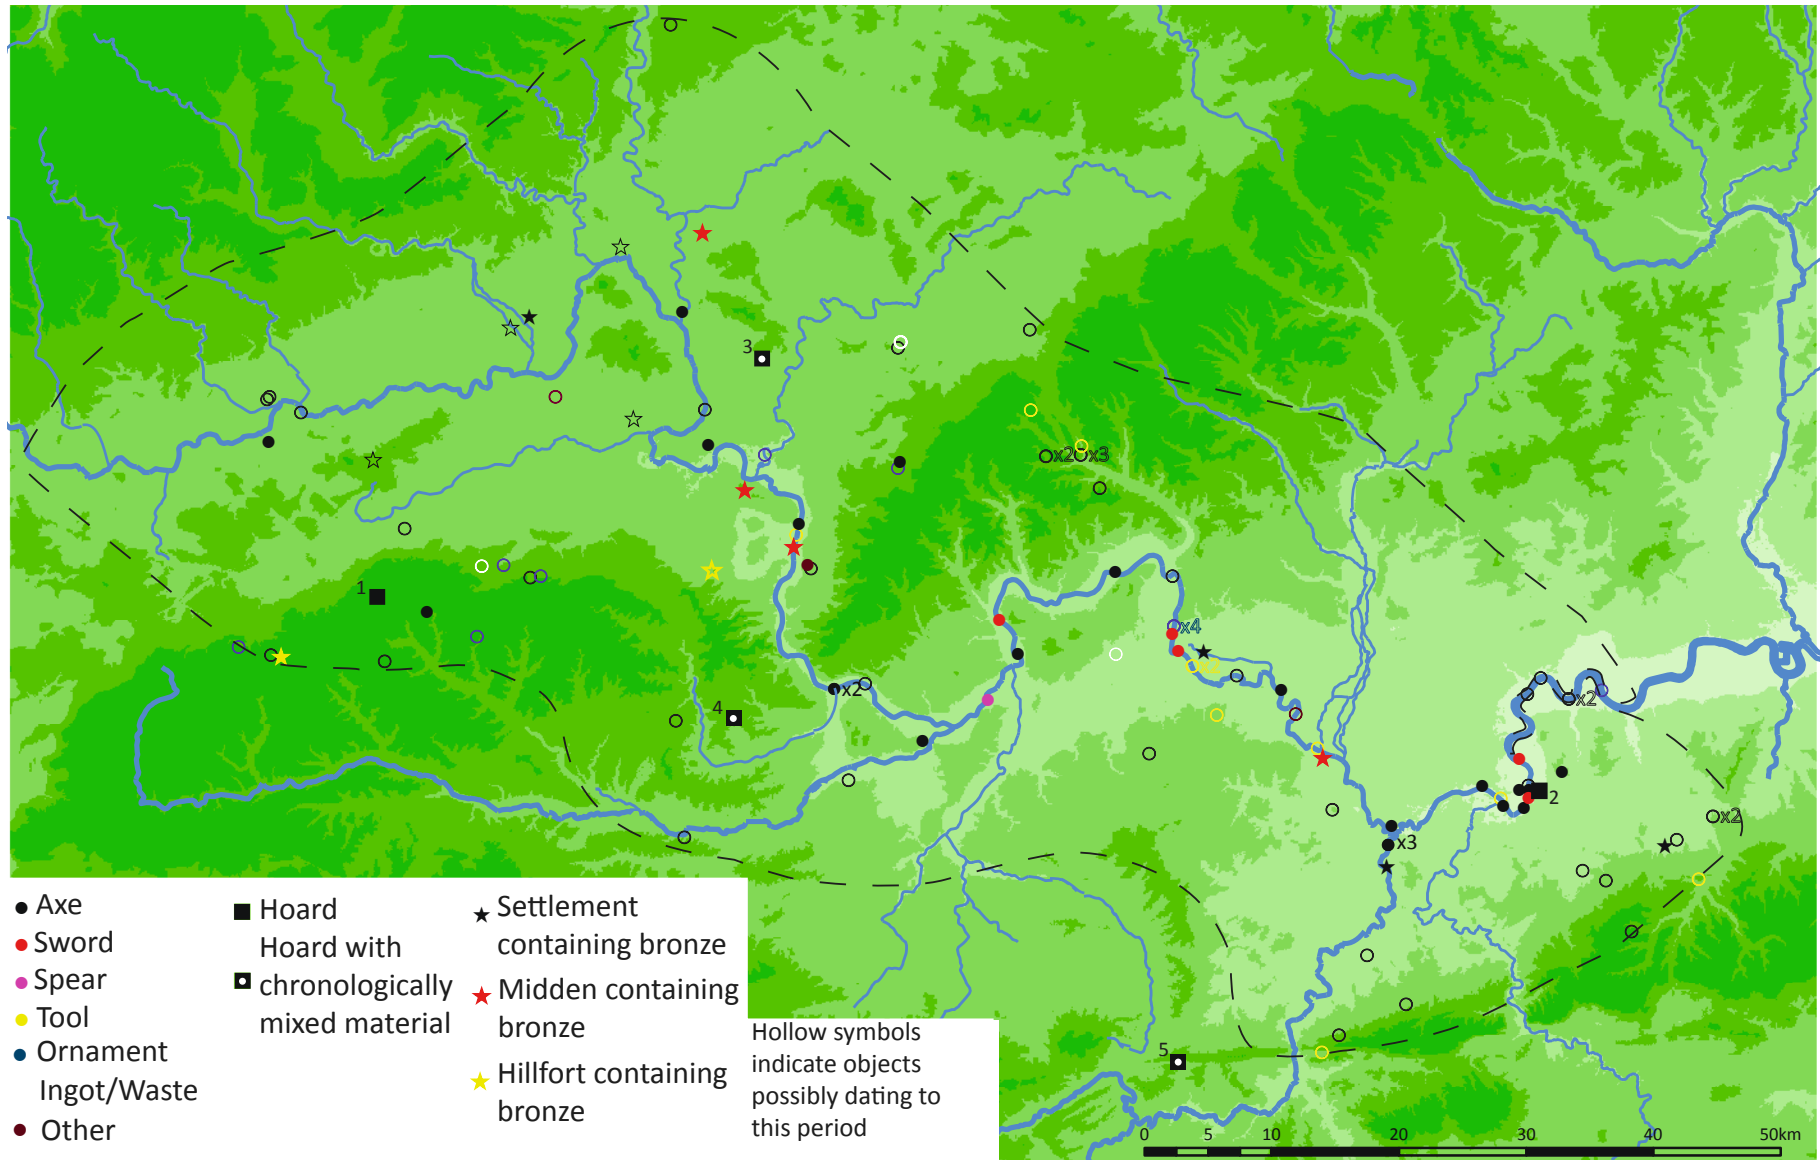 3
x2
x3
1
x4
x2
4
x2
x2
2
x2
x3
5
Axe
Sword
Spear
Tool
Ornament
Ingot/Waste
Other
Hoard
Hoard with
chronologically
mixed material
Settlement
containing bronze
Midden containing
bronze
Hillfort containing
bronze
Hollow symbols
indicate objects
possibly dating to
this period
0 5 10 20 30 40 50km